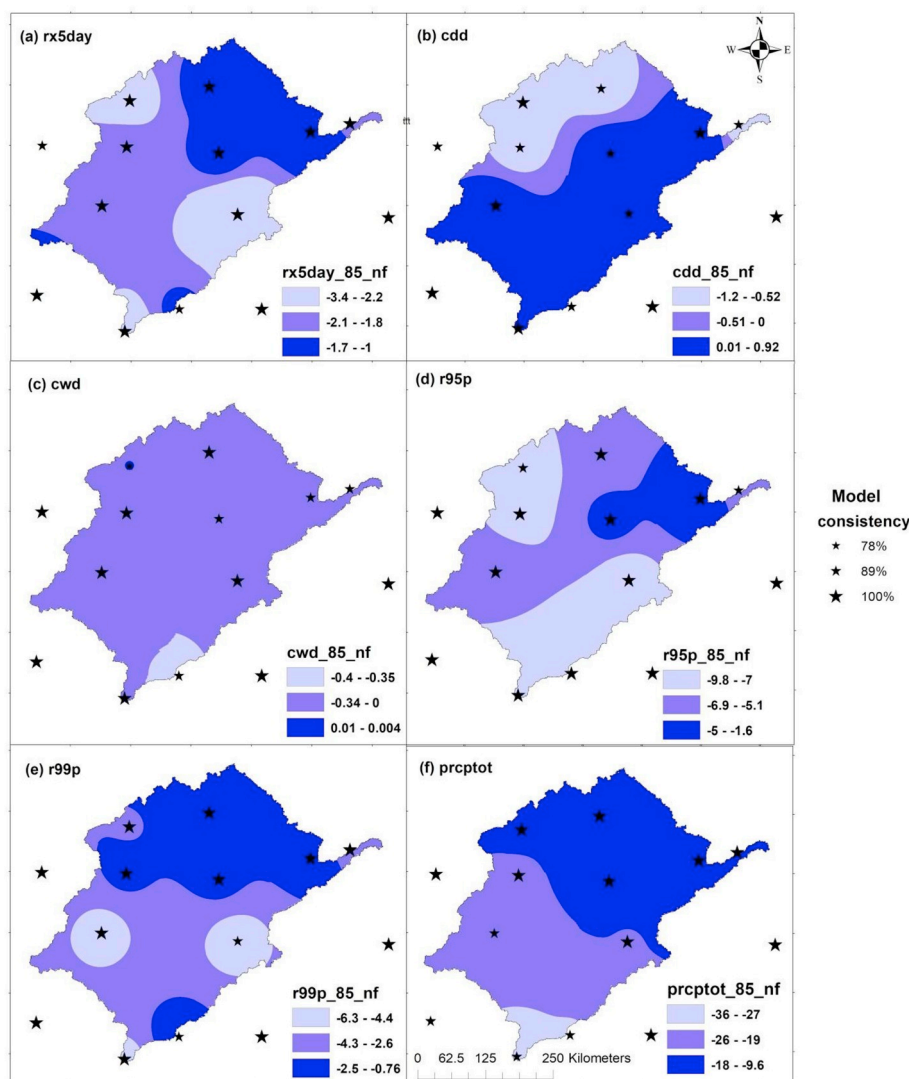 (a) rx5day
rx5day_85_nf
-3.4 - -2.2
-2.1 - -1.8
-1.7 - -1
(b) cdd
N
W
E
S
cdd_85_nf
-1.2 - -0.52
-0.51 - 0
0.01 - 0.92
(c) cwd
cwd_85_nf
-0.4 - -0.35
-0.34 - 0
0.01 - 0.004
(d) r95p
r95p_85_nf
-9.8 - -7
-6.9 - -5.1
-5 - -1.6
Model
consistency
78%
89%
100%
(e) r99p
r99p_85_nf
-6.3 - -4.4
-4.3 - -2.6
-2.5 - -0.76
(f) prcptot
prcptot_85_nf
-36 - -27
-26 - -19
-18 - -9.6
0 62.5 125 250 Kilometers